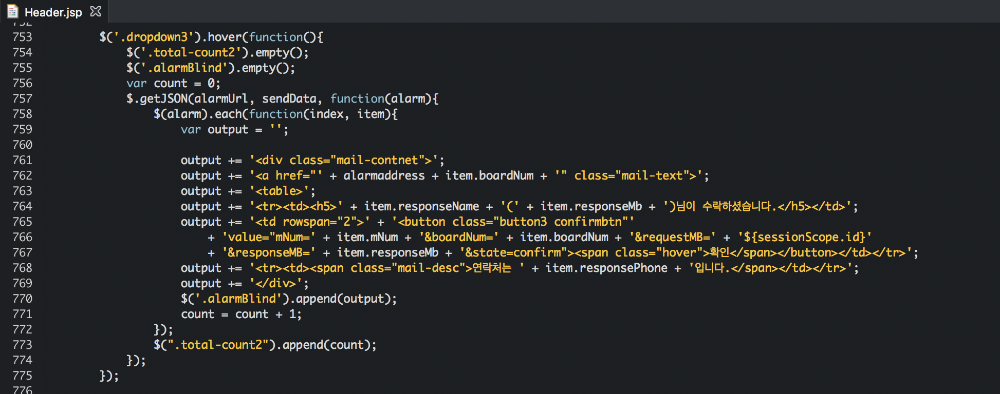 Header.jsp
752
753 $('.dropdown3').hover(function(){
754 $('.total-count2').empty();
755 $('.alarmBlind').empty();
756 var count = 0;
757 $.getJSON(alarmUrl, sendData, function(alarm){
758 $(alarm).each(function(index, item){
759 var output = '';
760
761 output += '<div class="mail-contnet">';
762 output += '<a href="' + alarmaddress + item.boardNum + '" class="mail-text">';
763 output += '<table>';
764 output += '<tr><td><h5>' + item.responseName + '(' + item.responseMb + ')님이 수락하셨습니다.</h5></td>';
765 output += '<td rowspan="2">' + '<button class="button3 confirmbtn"'
766 + 'value="mNum=' + item.mNum + '&boardNum=' + item.boardNum + '&requestMB=' + '${sessionScope.id}'
767 + '&responseMB=' + item.responseMb + '&state=confirm"><span class="hover">확인</span></button></td></tr>';
768 output += '<tr><td><span class="mail-desc">연락처는 ' + item.responsePhone + '입니다.</span></td></tr>';
769 output += '</div>';
770 $('.alarmBlind').append(output);
771 count = count + 1;
772 });
773 $(".total-count2").append(count);
774 });
775 });
776